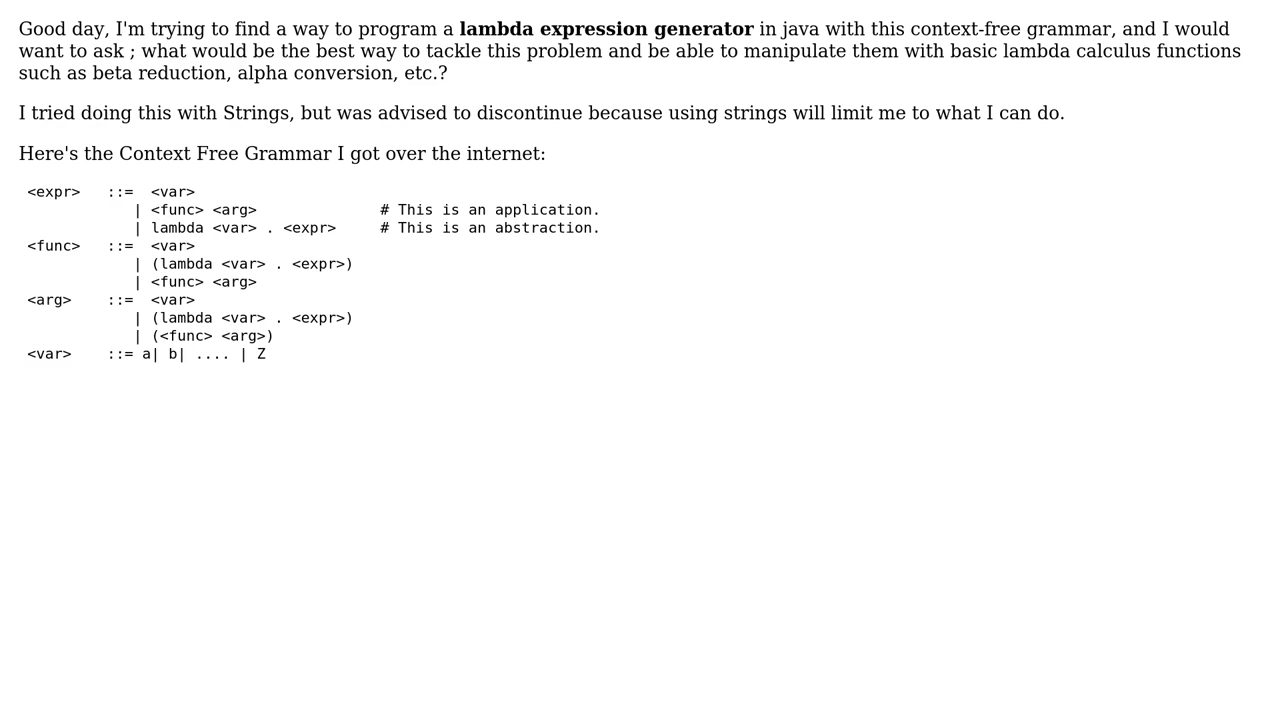 Good day, I'm trying to find a way to program a lambda expression generator in java with this context-free grammar, and I would
want to ask ; what would be the best way to tackle this problem and be able to manipulate them with basic lambda calculus functions
such as beta reduction, alpha conversion, etc.?
I tried doing this with Strings, but was advised to discontinue because using strings will limit me to what I can do.
Here's the Context Free Grammar I got over the internet:
<expr>   ::=  <var>
            | <func> <arg>              # This is an application.
            | lambda <var> . <expr>     # This is an abstraction.
<func>   ::=  <var>
            | (lambda <var> . <expr>)
            | <func> <arg>
<arg>    ::=  <var>
            | (lambda <var> . <expr>)
            | (<func> <arg>)
<var>    ::= a| b| .... | Z